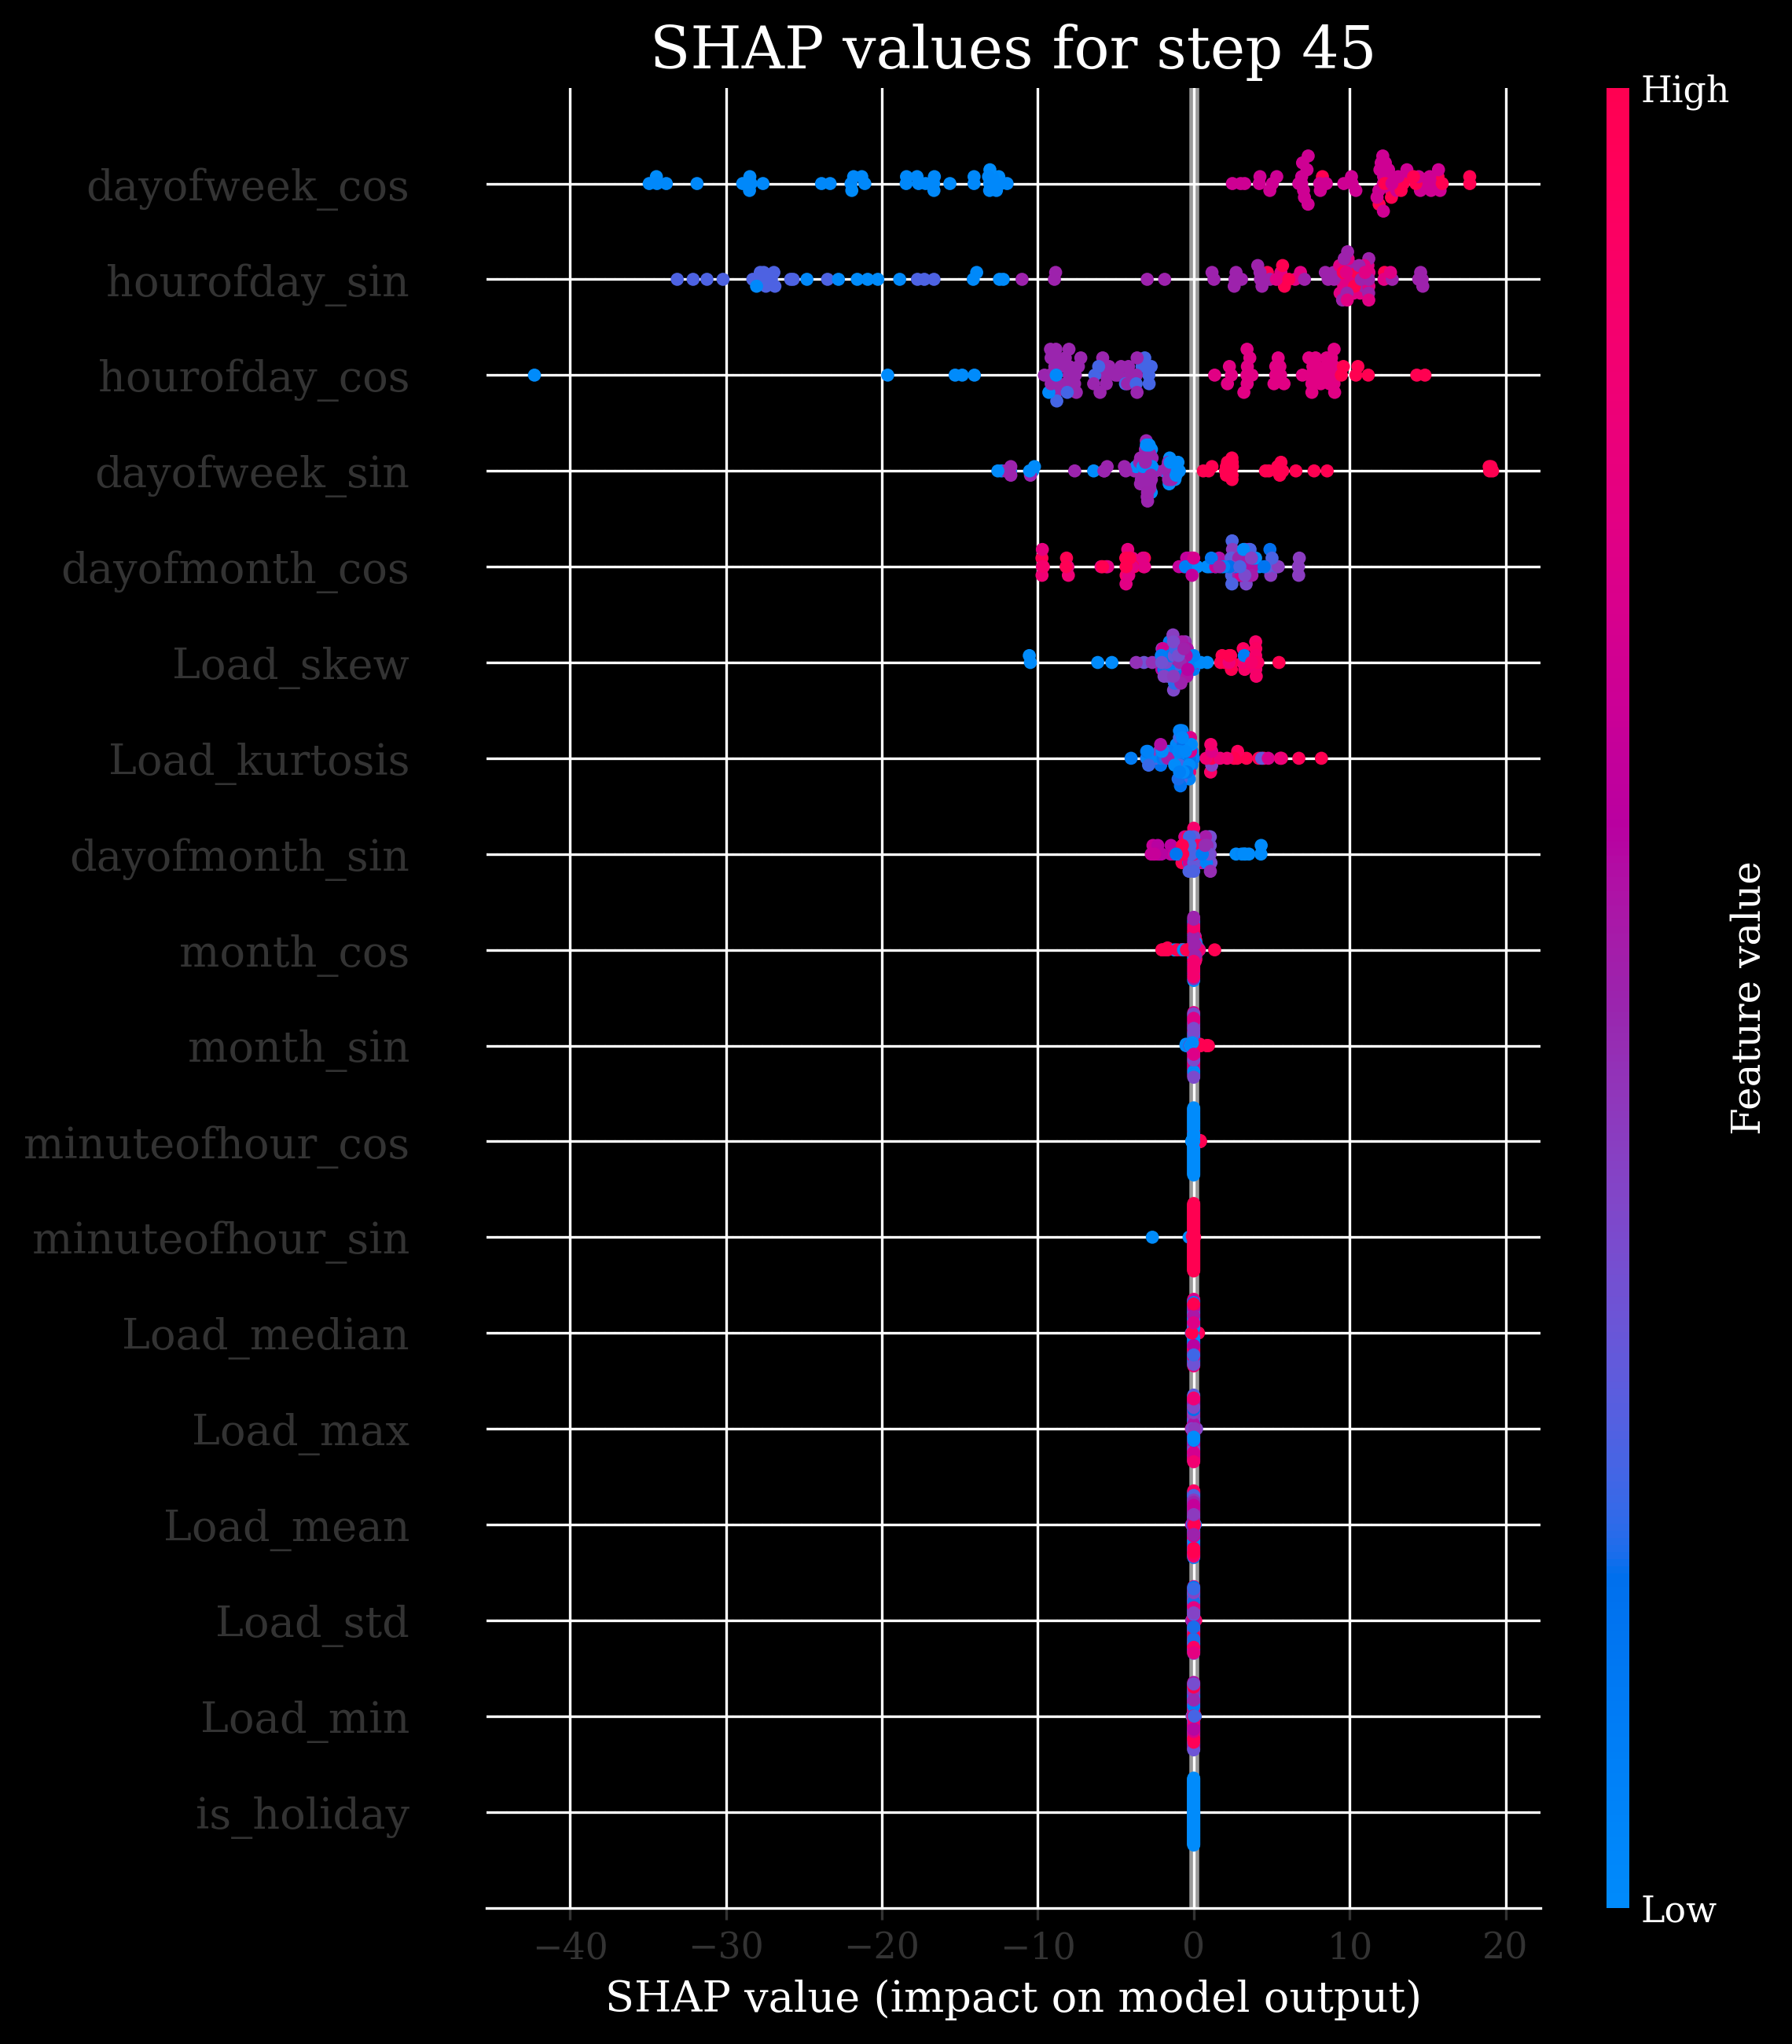 SHAP values for step 45
High
dayofweek_cos
hourofday_sin
hourofday_cos
dayofweek_sin
dayofmonth_cos
Load_skew
Load_kurtosis
dayofmonth_sin
month_cos
month_sin
minuteofhour_cos
minuteofhour_sin
Load_median
Load_max
Load_mean
Load_std
Load_min
is_holiday
Feature value
Low
−40 −30 −20 −10 0 10 20
SHAP value (impact on model output)